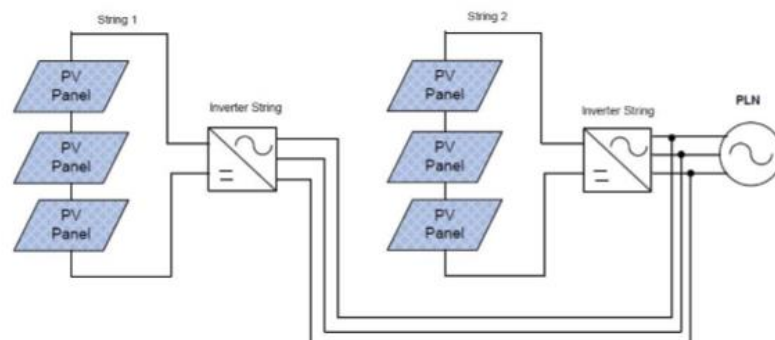 String 1
PV
Panel
PV
Panel
PV
Panel
Inverter String
String 2
PV
Panel
PV
Panel
PV
Panel
Inverter String
PLN